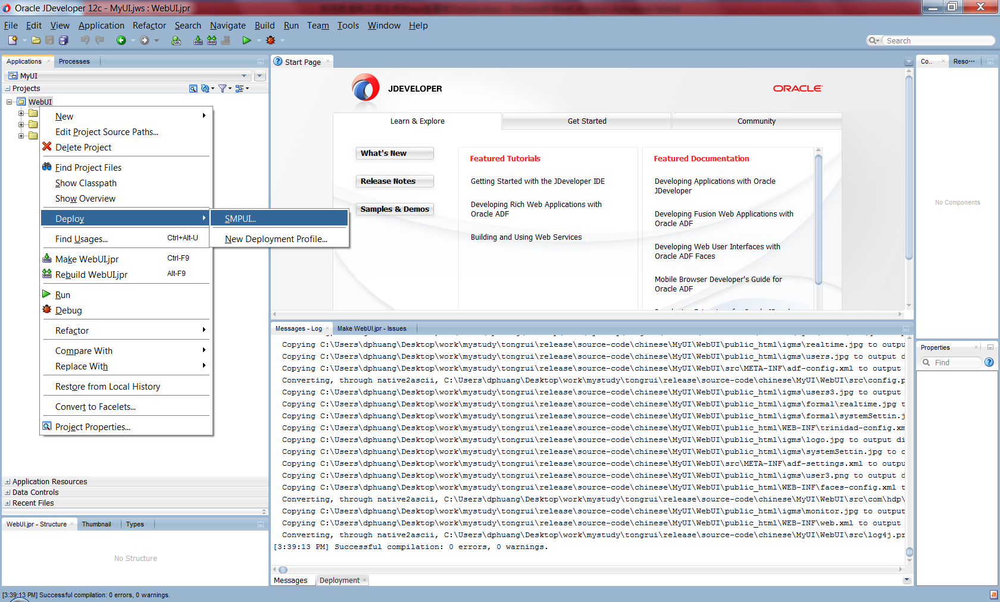 Oracle JDeveloper 12c - MyUI.jws : WebUI.jpr
File Edit View Application Refactor Search Navigate Build Run Team Tools Window Help
Search
Applications
Processes
MyUI
Projects
WebUI
New
Edit Project Source Paths...
Delete Project
Find Project Files
Show Classpath
Show Overview
Deploy
Find Usages... Ctrl+Alt-U
Make WebUI.jpr Ctrl-F9
Rebuild WebUI.jpr Alt-F9
Run
Debug
Refactor
Compare With
Replace With
Restore from Local History
Convert to Facelets...
Project Properties...
SMPUI...
New Deployment Profile...
Application Resources
Data Controls
Recent Files
WebUI.jpr - Structure
Thumbnail
Types
No Structure
Start Page
JDEVELOPER
ORACLE
Learn & Explore
Get Started
Community
What's New
Release Notes
Samples & Demos
Featured Tutorials
Getting Started with the JDeveloper IDE
Developing Rich Web Applications with
Oracle ADF
Building and Using Web Services
Featured Documentation
Developing Applications with Oracle
JDeveloper
Developing Fusion Web Applications with
Oracle ADF
Developing Web User Interfaces with
Oracle ADF Faces
Mobile Browser Developer's Guide for
Oracle ADF
Messages - Log
Make WebUI.jpr - Issues
Copying C:\Users\dphuang\Desktop\work\mystudy\tongrui\release\source-code\chinese\MyUI\WebUI\public_html\igms\realtime.jpg to outpu
Copying C:\Users\dphuang\Desktop\work\mystudy\tongrui\release\source-code\chinese\MyUI\WebUI\public_html\igms\users.jpg to output d
Copying C:\Users\dphuang\Desktop\work\mystudy\tongrui\release\source-code\chinese\MyUI\WebUI\src\META-INF\adf-config.xml to output
Converting, through native2ascii, C:\Users\dphuang\Desktop\work\mystudy\tongrui\release\source-code\chinese\MyUI\WebUI\src\config.p
Copying C:\Users\dphuang\Desktop\work\mystudy\tongrui\release\source-code\chinese\MyUI\WebUI\public_html\igms\users3.jpg to output
Copying C:\Users\dphuang\Desktop\work\mystudy\tongrui\release\source-code\chinese\MyUI\WebUI\public_html\igms\formal\realtime.jpg t
Copying C:\Users\dphuang\Desktop\work\mystudy\tongrui\release\source-code\chinese\MyUI\WebUI\public_html\igms\formal\systemSettin.j
Copying C:\Users\dphuang\Desktop\work\mystudy\tongrui\release\source-code\chinese\MyUI\WebUI\public_html\WEB-INF\trinidad-config.xm
Copying C:\Users\dphuang\Desktop\work\mystudy\tongrui\release\source-code\chinese\MyUI\WebUI\public_html\igms\logo.jpg to output di
Copying C:\Users\dphuang\Desktop\work\mystudy\tongrui\release\source-code\chinese\MyUI\WebUI\public_html\igms\systemSettin.jpg to o
Copying C:\Users\dphuang\Desktop\work\mystudy\tongrui\release\source-code\chinese\MyUI\WebUI\src\META-INF\adf-settings.xml to outpu
Copying C:\Users\dphuang\Desktop\work\mystudy\tongrui\release\source-code\chinese\MyUI\WebUI\public_html\igms\user3.png to output d
Copying C:\Users\dphuang\Desktop\work\mystudy\tongrui\release\source-code\chinese\MyUI\WebUI\public_html\WEB-INF\faces-config.xml t
Converting, through native2ascii, C:\Users\dphuang\Desktop\work\mystudy\tongrui\release\source-code\chinese\MyUI\WebUI\src\com\hdp\
Copying C:\Users\dphuang\Desktop\work\mystudy\tongrui\release\source-code\chinese\MyUI\WebUI\public_html\igms\monitor.jpg to output
Copying C:\Users\dphuang\Desktop\work\mystudy\tongrui\release\source-code\chinese\MyUI\WebUI\public_html\WEB-INF\web.xml to output
Converting, through native2ascii, C:\Users\dphuang\Desktop\work\mystudy\tongrui\release\source-code\chinese\MyUI\WebUI\src\log4j.pr
[3:39:13 PM] Successful compilation: 0 errors, 0 warnings.
Messages
Deployment
Co..
Reso...
No Components
Properties
Find
[3:39:13 PM] Successful compilation: 0 errors, 0 warnings.